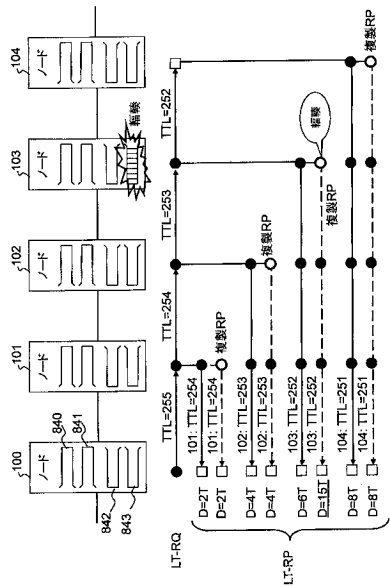 100
101
102
103
104
ノード
ノード
ノード
ノード
ノード
840
841
842
843
輻輳
LT-RQ
TTL=255
TTL=254
TTL=253
TTL=252
LT-RP
D=2T
101: TTL=254
D=2T
101: TTL=254
複製RP
D=4T
102: TTL=253
D=4T
102: TTL=253
複製RP
D=6T
103: TTL=252
D=15T
103: TTL=252
複製RP
輻輳
D=8T
104: TTL=251
D=8T
104: TTL=251
複製RP